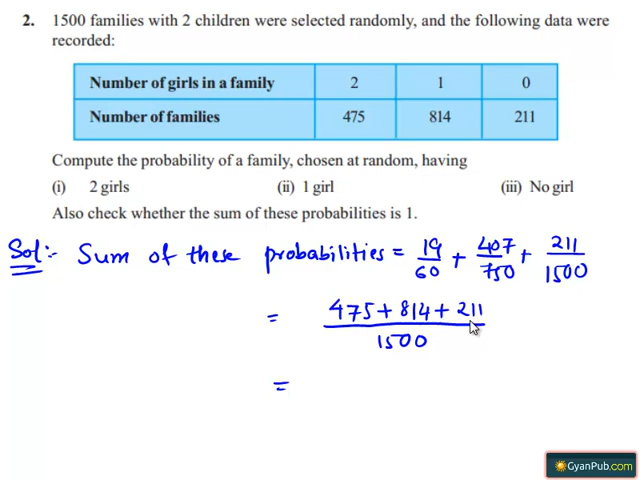 2. 1500 families with 2 children were selected randomly, and the following data were
recorded:
Number of girls in a family 2 1 0
Number of families 475 814 211
Compute the probability of a family, chosen at random, having
(i) 2 girls (ii) 1 girl (iii) No girl
Also check whether the sum of these probabilities is 1.
Sol:- Sum of these probabilities = 19/60 + 407/750 + 211/1500
= 475+814+211/1500
=
GyanPub.com